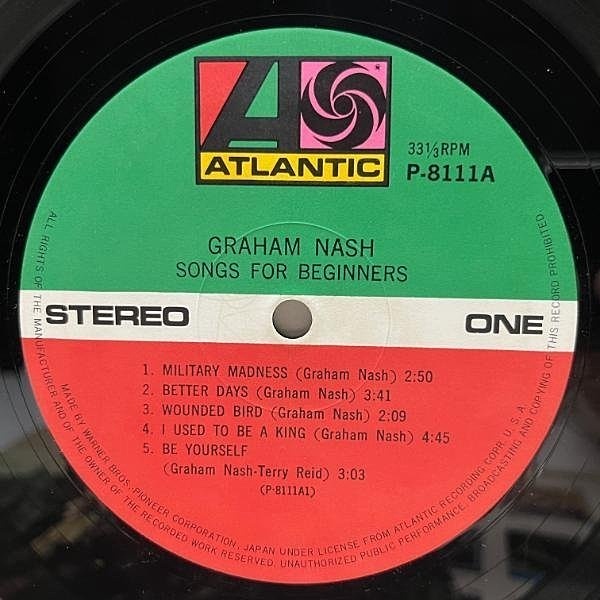 ATLANTIC
33⅓ RPM
P-8111A
GRAHAM NASH
SONGS FOR BEGINNERS
STEREO
ONE
1. MILITARY MADNESS (Graham Nash) 2:50
2. BETTER DAYS (Graham Nash) 3:41
3. WOUNDED BIRD (Graham Nash) 2:09
4. I USED TO BE A KING (Graham Nash) 4:45
5. BE YOURSELF
(Graham Nash-Terry Reid) 3:03
(P-8111A1)
MADE BY WARNER BROS.-PIONEER CORPORATION, JAPAN UNDER LICENSE FROM ATLANTIC RECORDING CORP., U.S.A.
ALL RIGHTS OF THE MANUFACTURER AND OF THE OWNER OF THE RECORDED WORK RESERVED. UNAUTHORIZED PUBLIC PERFORMANCE, BROADCASTING AND COPYING OF THIS RECORD PROHIBITED.